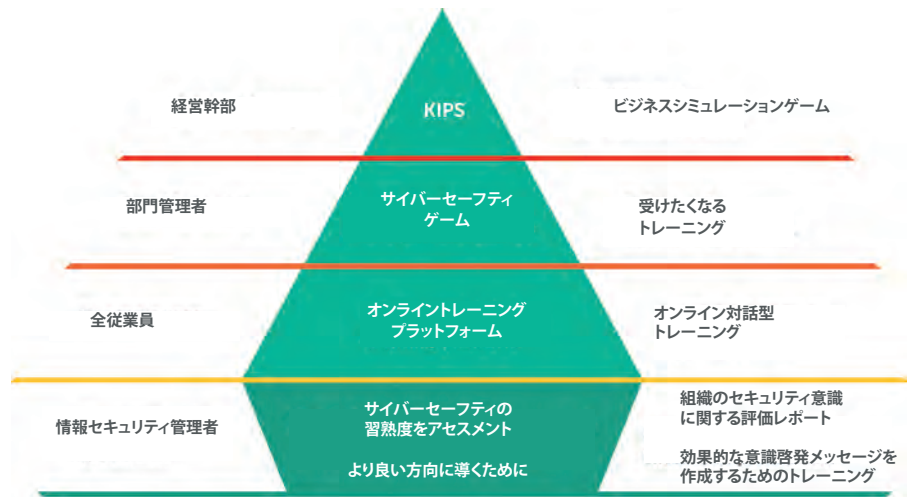 経営幹部
KIPS
ビジネスシミュレーションゲーム
部門管理者
サイバーセーフティ
ゲーム
受けたくなる
トレーニング
全従業員
オンライントレーニング
プラットフォーム
オンライン対話型
トレーニング
情報セキュリティ管理者
サイバーセーフティの
習熟度をアセスメント
より良い方向に導くために
組織のセキュリティ意識
に関する評価レポート
効果的な意識啓発メッセージを
作成するためのトレーニング